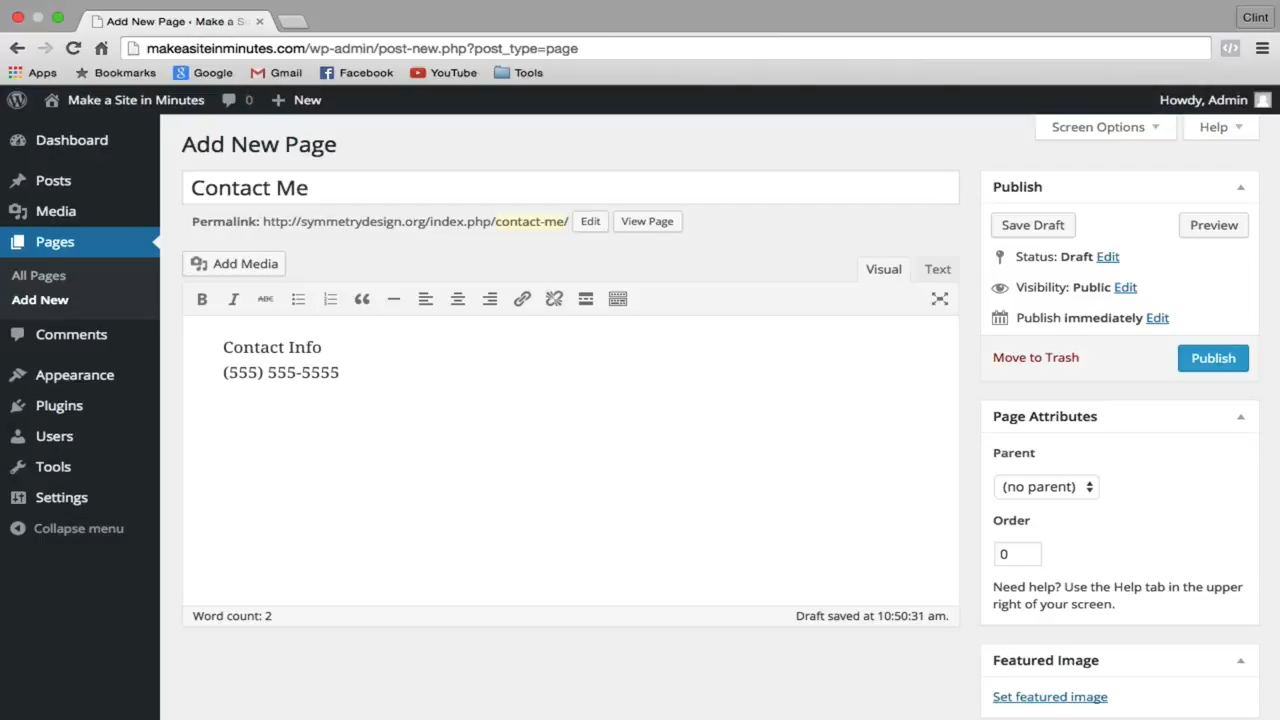 Add New Page ‹ Make a S
Clint
makeasiteinminutes.com/wp-admin/post-new.php?post_type=page
Apps Bookmarks Google Gmail Facebook YouTube Tools
Make a Site in Minutes 0 + New Howdy, Admin
Screen Options Help
Dashboard
Posts
Media
Pages
All Pages
Add New
Comments
Appearance
Plugins
Users
Tools
Settings
Collapse menu
Add New Page
Contact Me
Permalink: http://symmetrydesign.org/index.php/contact-me/ Edit View Page
Add Media
Visual Text
B I ABC
Contact Info
(555) 555-5555
Word count: 2 Draft saved at 10:50:31 am.
Publish
Save Draft Preview
Status: Draft Edit
Visibility: Public Edit
Publish immediately Edit
Move to Trash Publish
Page Attributes
Parent
(no parent)
Order
0
Need help? Use the Help tab in the upper
right of your screen.
Featured Image
Set featured image